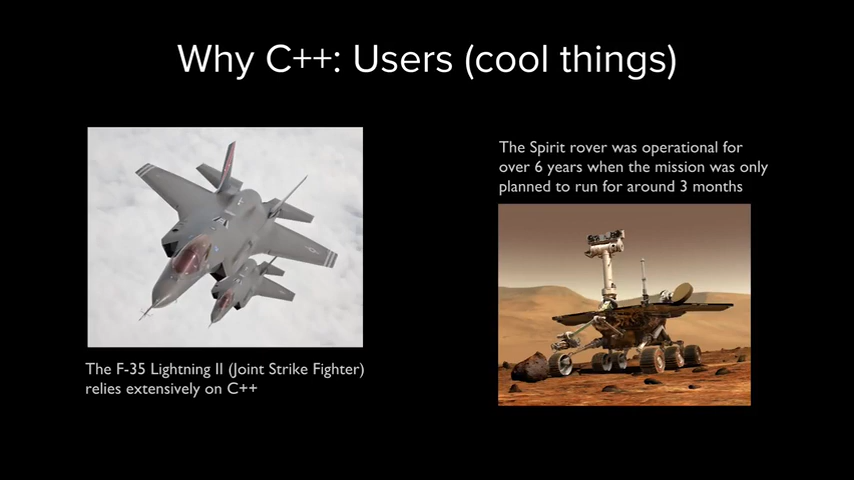 Why C++: Users (cool things)
The F-35 Lightning II (Joint Strike Fighter)
relies extensively on C++
The Spirit rover was operational for
over 6 years when the mission was only
planned to run for around 3 months